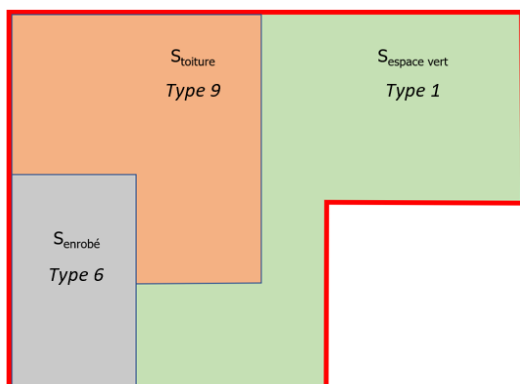 Stoiture
Type 9
Sespace vert
Type 1
Senrobé
Type 6